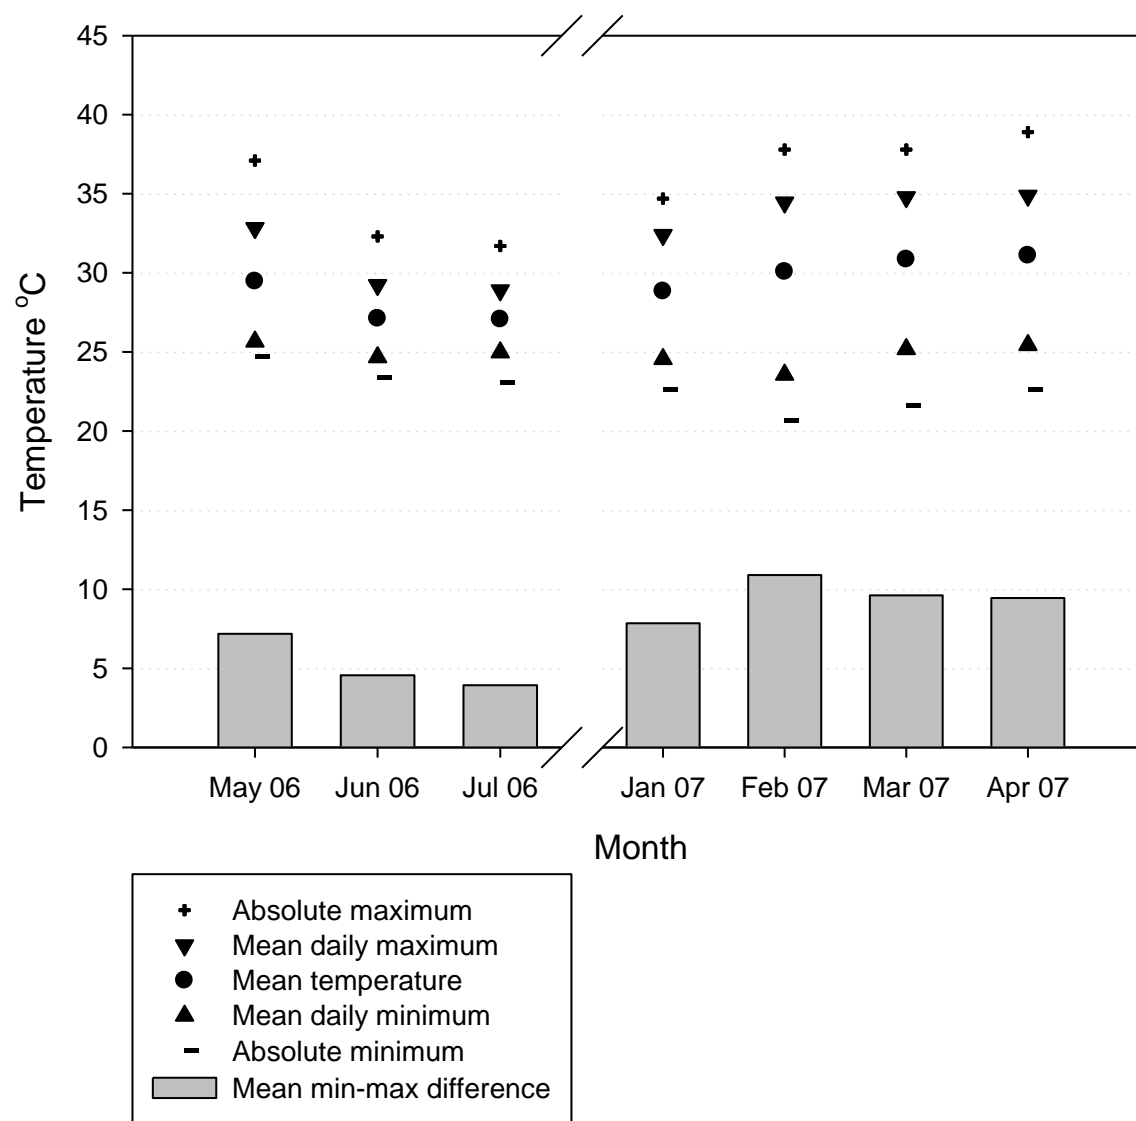 45
40
35
30
25
20
15
10
5
0
Temperature °C
May 06 Jun 06 Jul 06 Jan 07 Feb 07 Mar 07 Apr 07
Month
Absolute maximum
Mean daily maximum
Mean temperature
Mean daily minimum
Absolute minimum
Mean min-max difference